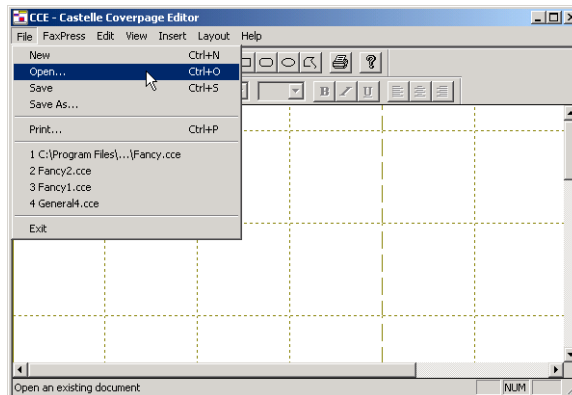 CCE - Castelle Coverpage Editor
File FaxPress Edit View Insert Layout Help
New Ctrl+N
Open... Ctrl+O
Save Ctrl+S
Save As...
Print... Ctrl+P
1 C:\Program Files\...\Fancy.cce
2 Fancy2.cce
3 Fancy1.cce
4 General4.cce
Exit
B I U
Open an existing document NUM